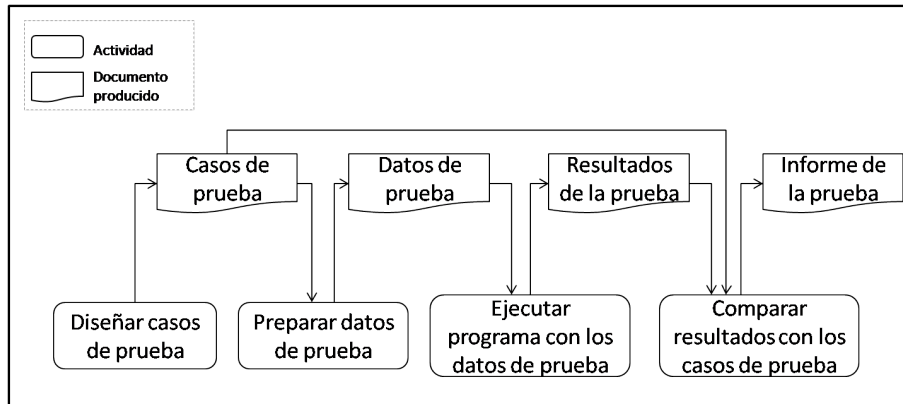 Actividad
Documento
producido
Casos de
prueba
Datos de
prueba
Resultados
de la prueba
Informe de
la prueba
Diseñar casos
de prueba
Preparar datos
de prueba
Ejecutar
programa con los
datos de prueba
Comparar
resultados con los
casos de prueba